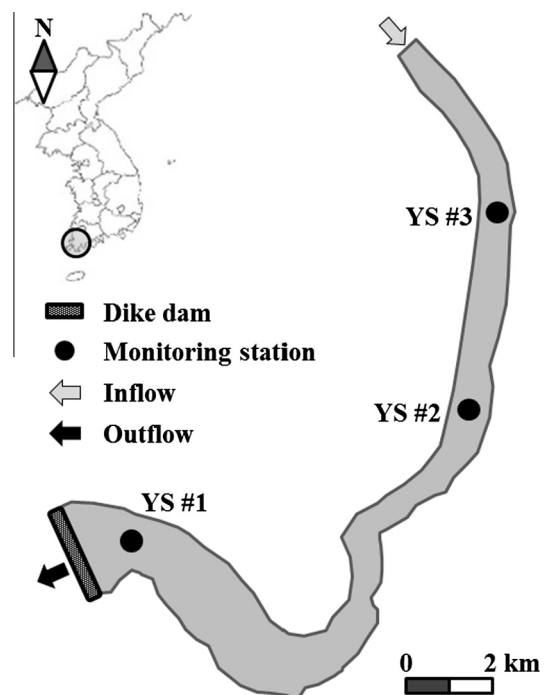 N
YS #3
Dike dam
Monitoring station
Inflow
YS #2
Outflow
YS #1
0 2 km